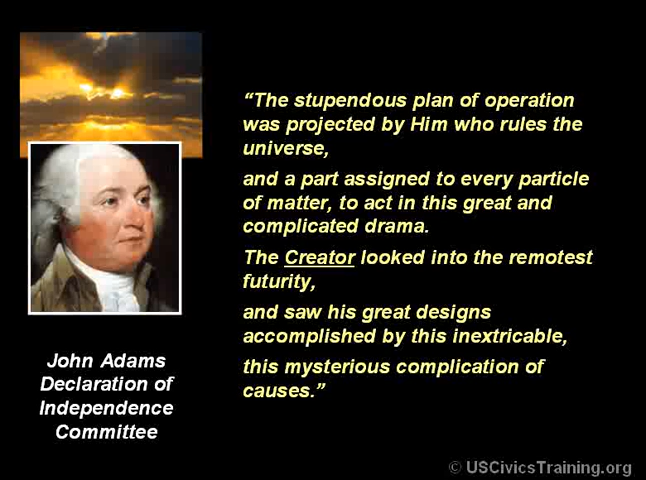 “The stupendous plan of operation
was projected by Him who rules the
universe,
and a part assigned to every particle
of matter, to act in this great and
complicated drama.
The Creator looked into the remotest
futurity,
and saw his great designs
accomplished by this inextricable,
this mysterious complication of
causes.”
John Adams
Declaration of
Independence
Committee
© USCivicsTraining.org